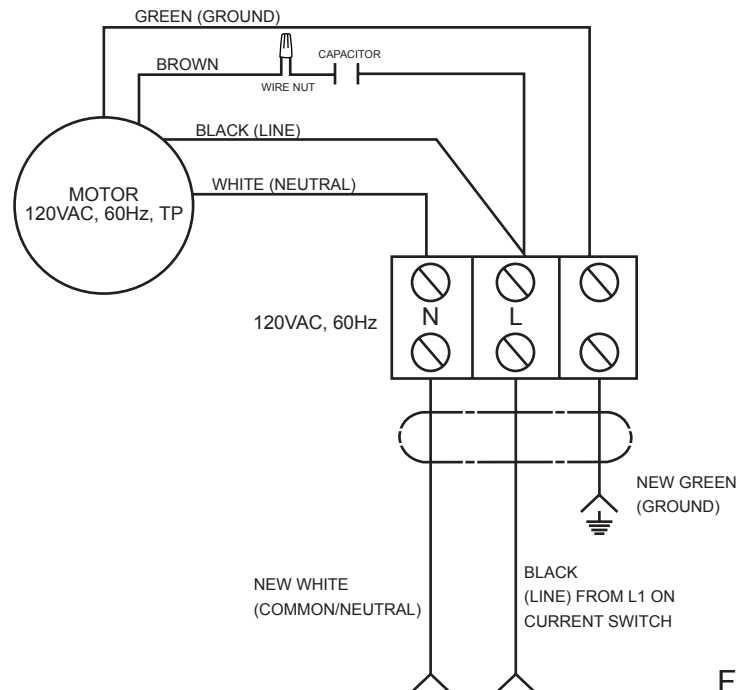 GREEN (GROUND)
BROWN
CAPACITOR
WIRE NUT
BLACK (LINE)
WHITE (NEUTRAL)
MOTOR
120VAC, 60Hz, TP
120VAC, 60Hz
N
L
NEW GREEN
(GROUND)
NEW WHITE
(COMMON/NEUTRAL)
BLACK
(LINE) FROM L1 ON
CURRENT SWITCH